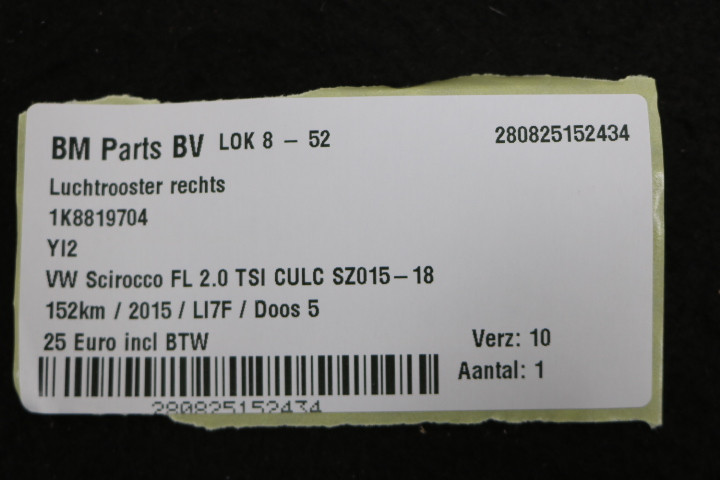 BM Parts BV LOK 8 - 52 280825152434
Luchtrooster rechts
1K8819704
YI2
VW Scirocco FL 2.0 TSI CULC SZ015-18
152km / 2015 / LI7F / Doos 5
25 Euro incl BTW Verz: 10
Aantal: 1
280825152434